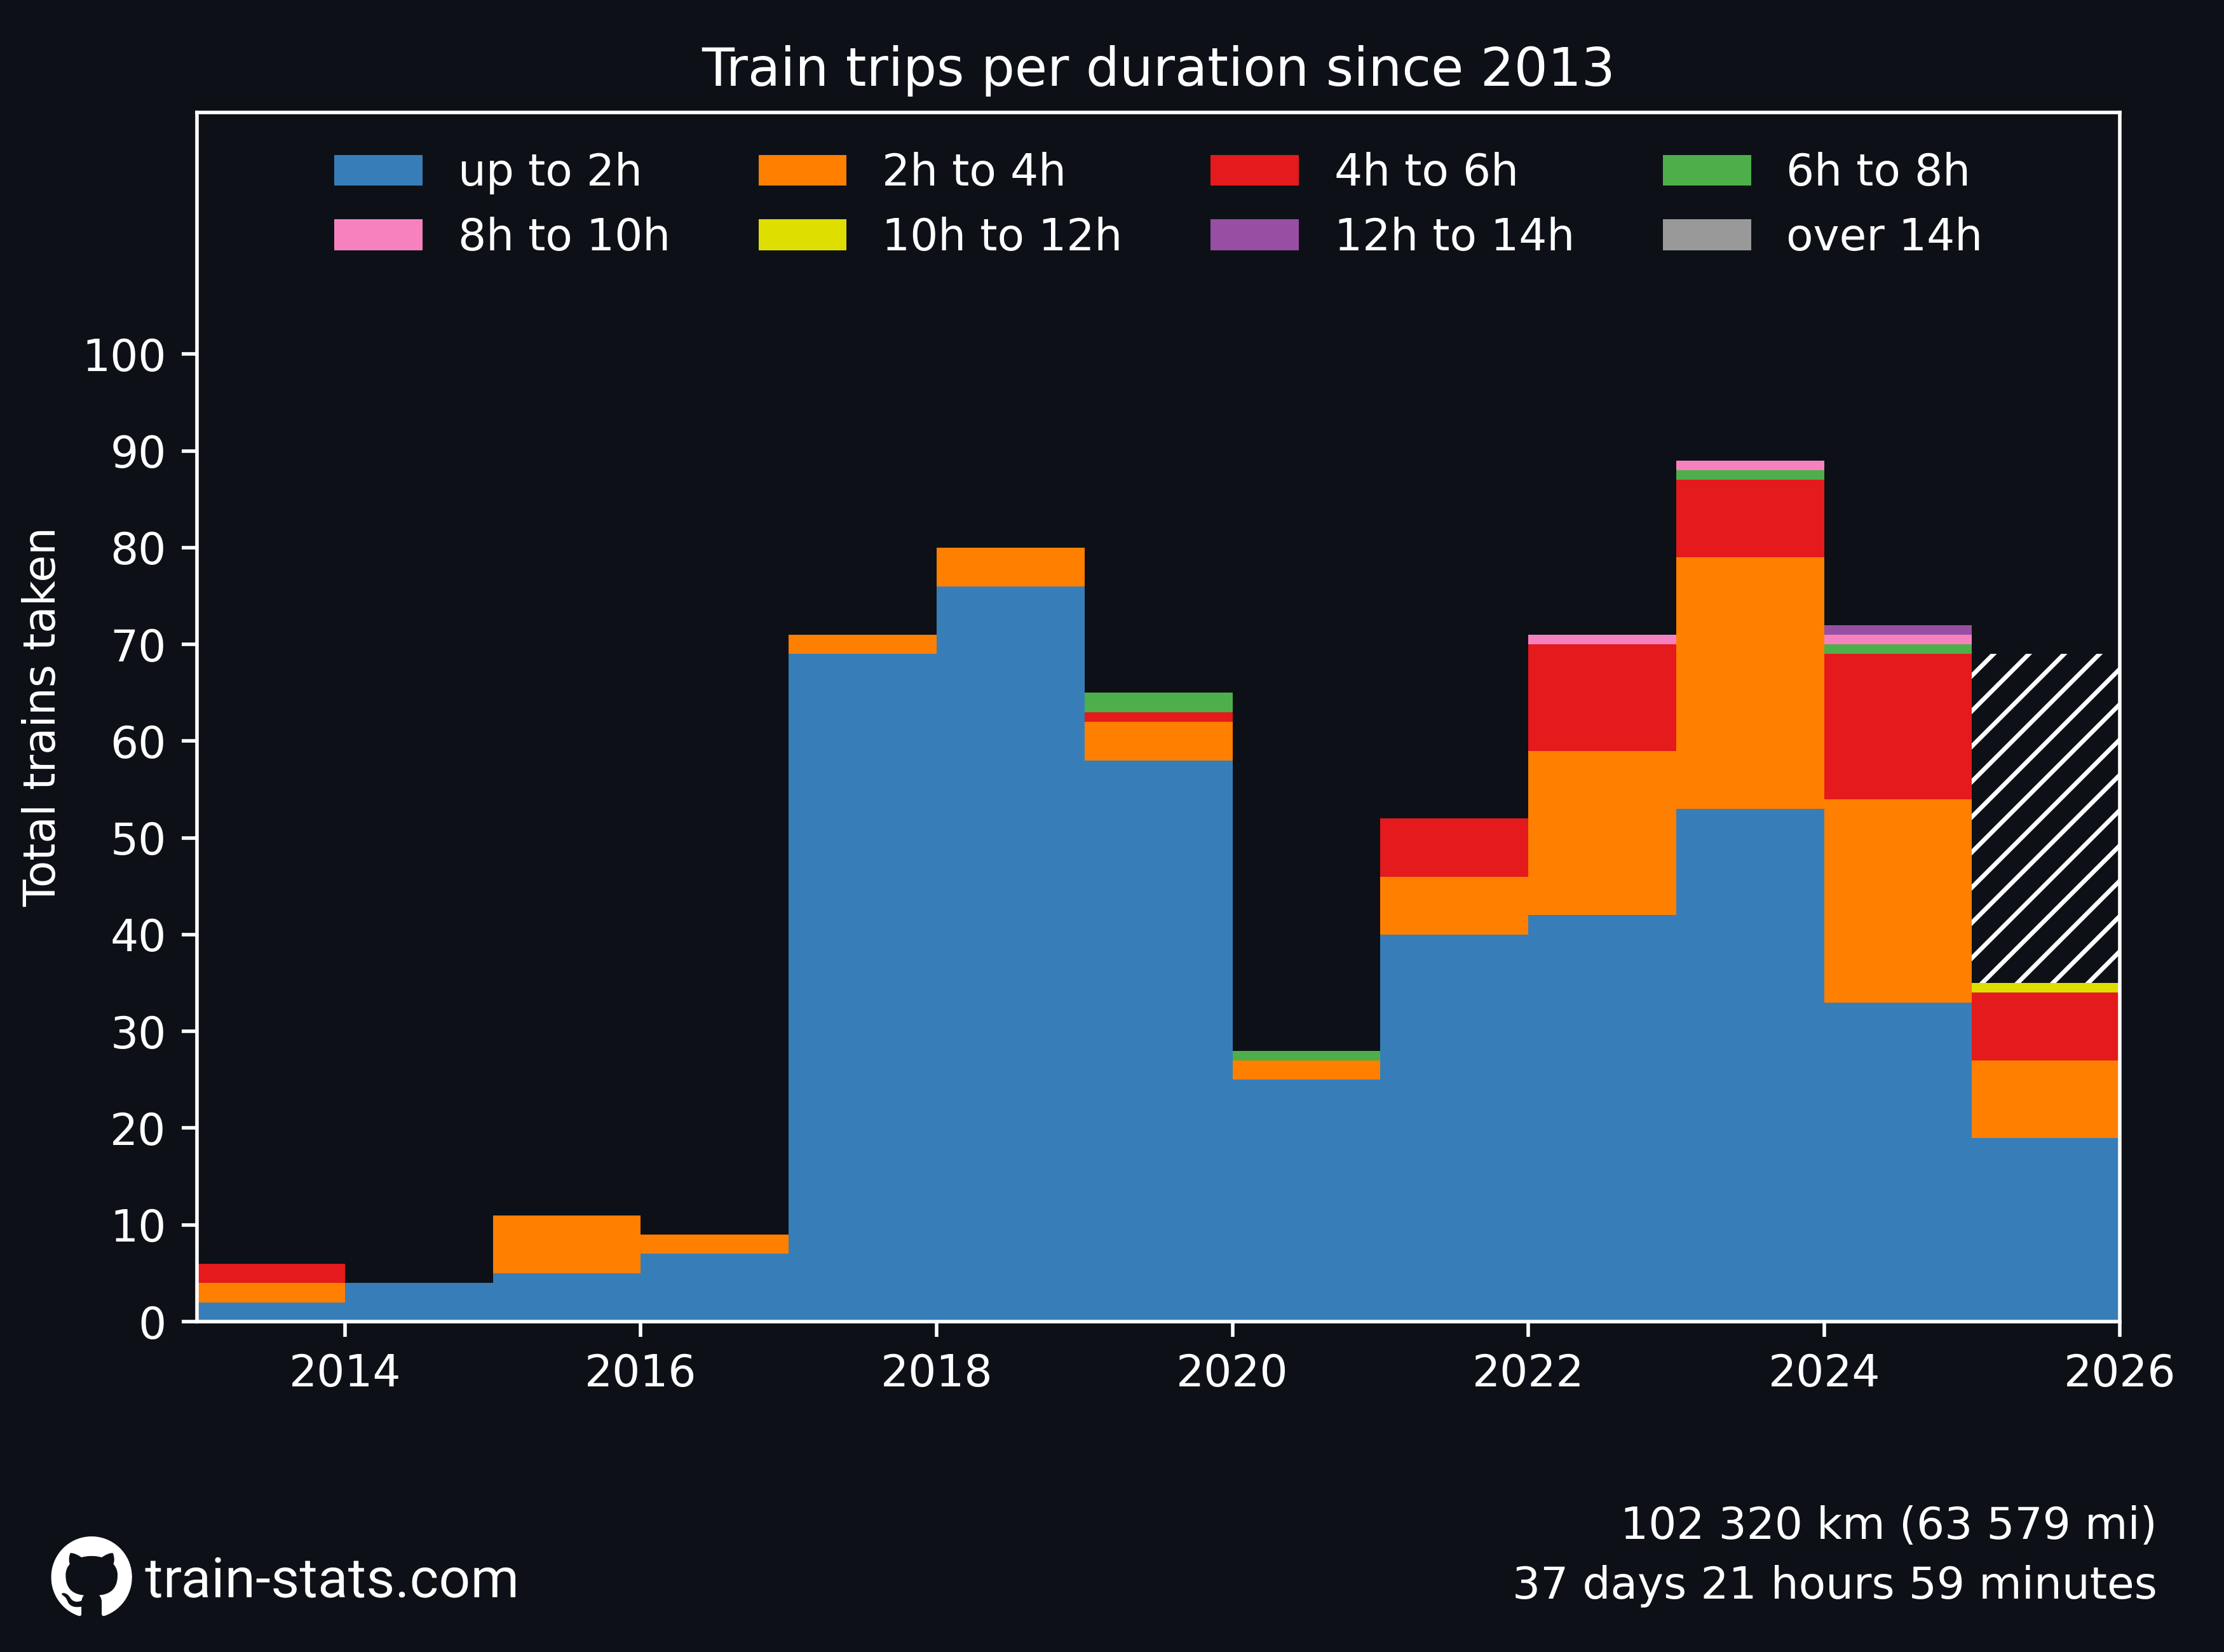 Train trips per duration since 2013
up to 2h 2h to 4h 4h to 6h 6h to 8h
8h to 10h 10h to 12h 12h to 14h over 14h
Total trains taken
100
90
80
70
60
50
40
30
20
10
0
2014 2016 2018 2020 2022 2024 2026
102 320 km (63 579 mi)
train-stats.com
37 days 21 hours 59 minutes